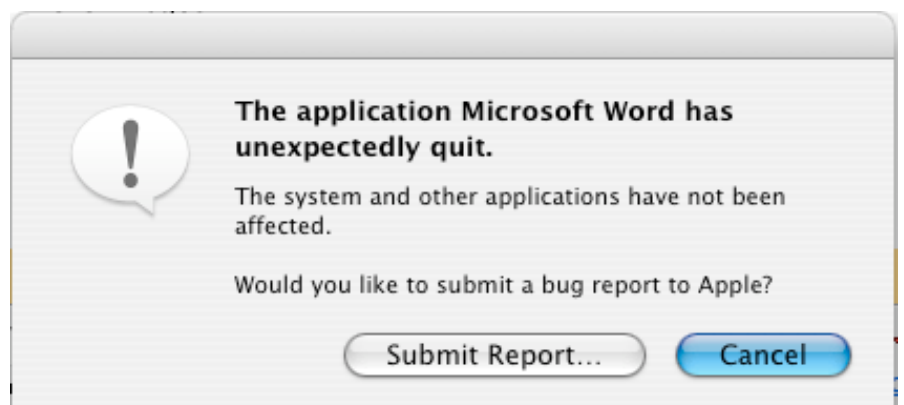 The application Microsoft Word has
unexpectedly quit.
The system and other applications have not been
affected.
Would you like to submit a bug report to Apple?
Submit Report...
Cancel